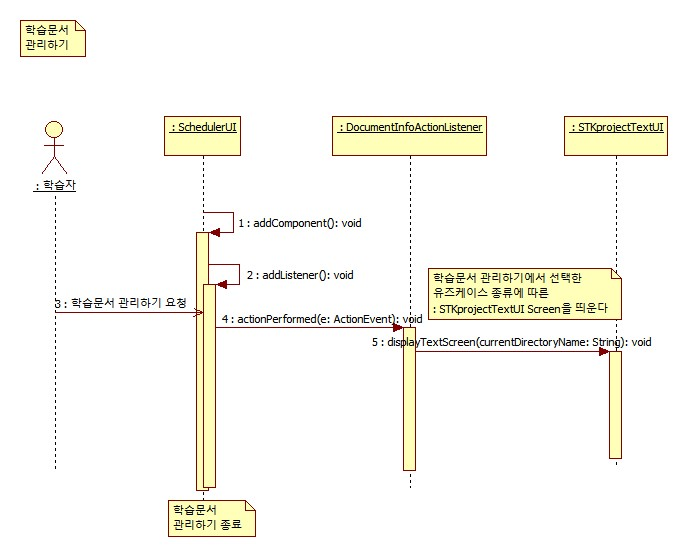 학습문서
관리하기
: SchedulerUI
: DocumentInfoActionListener
: STKprojectTextUI
: 학습자
1 : addComponent(): void
2 : addListener(): void
학습문서 관리하기에서 선택한
유즈케이스 종류에 따른
: STKprojectTextUI Screen을 띄운다
3 : 학습문서 관리하기 요청
4 : actionPerformed(e: ActionEvent): void
5 : displayTextScreen(currentDirectoryName: String): void
학습문서
관리하기 종료